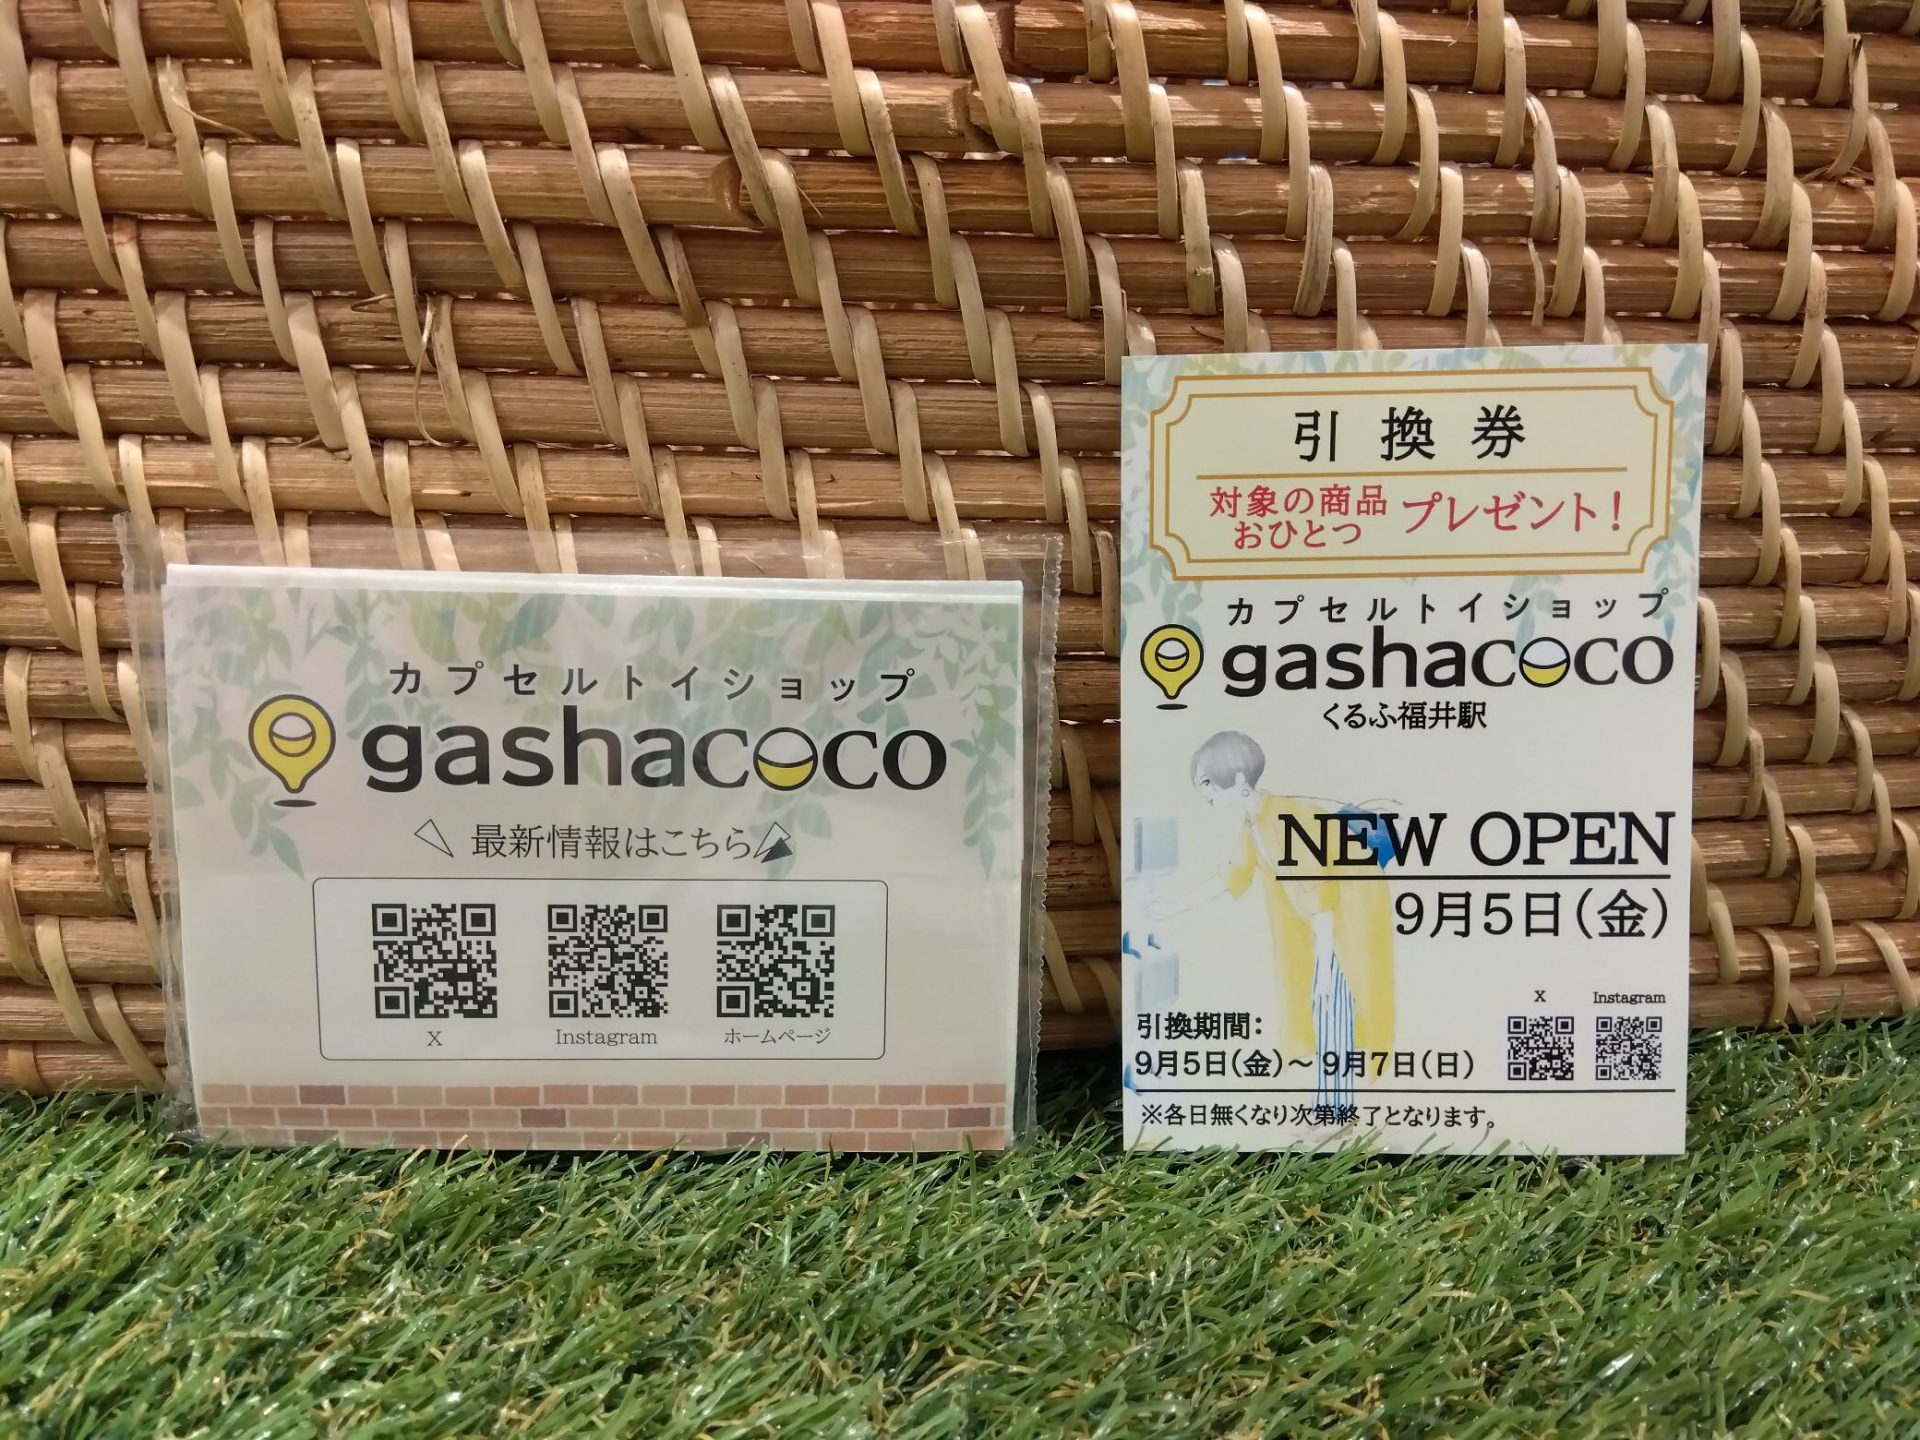 カプセルトイショップ
gashacoco
最新情報はこちら
X
Instagram
ホームページ
引換券
対象の商品
おひとつ
プレゼント!
カプセルトイショップ
gashacoco
くるふ福井駅
NEW OPEN
9月5日(金)
X
Instagram
引換期間:
9月5日(金)~9月7日(日)
※各日無くなり次第終了となります。